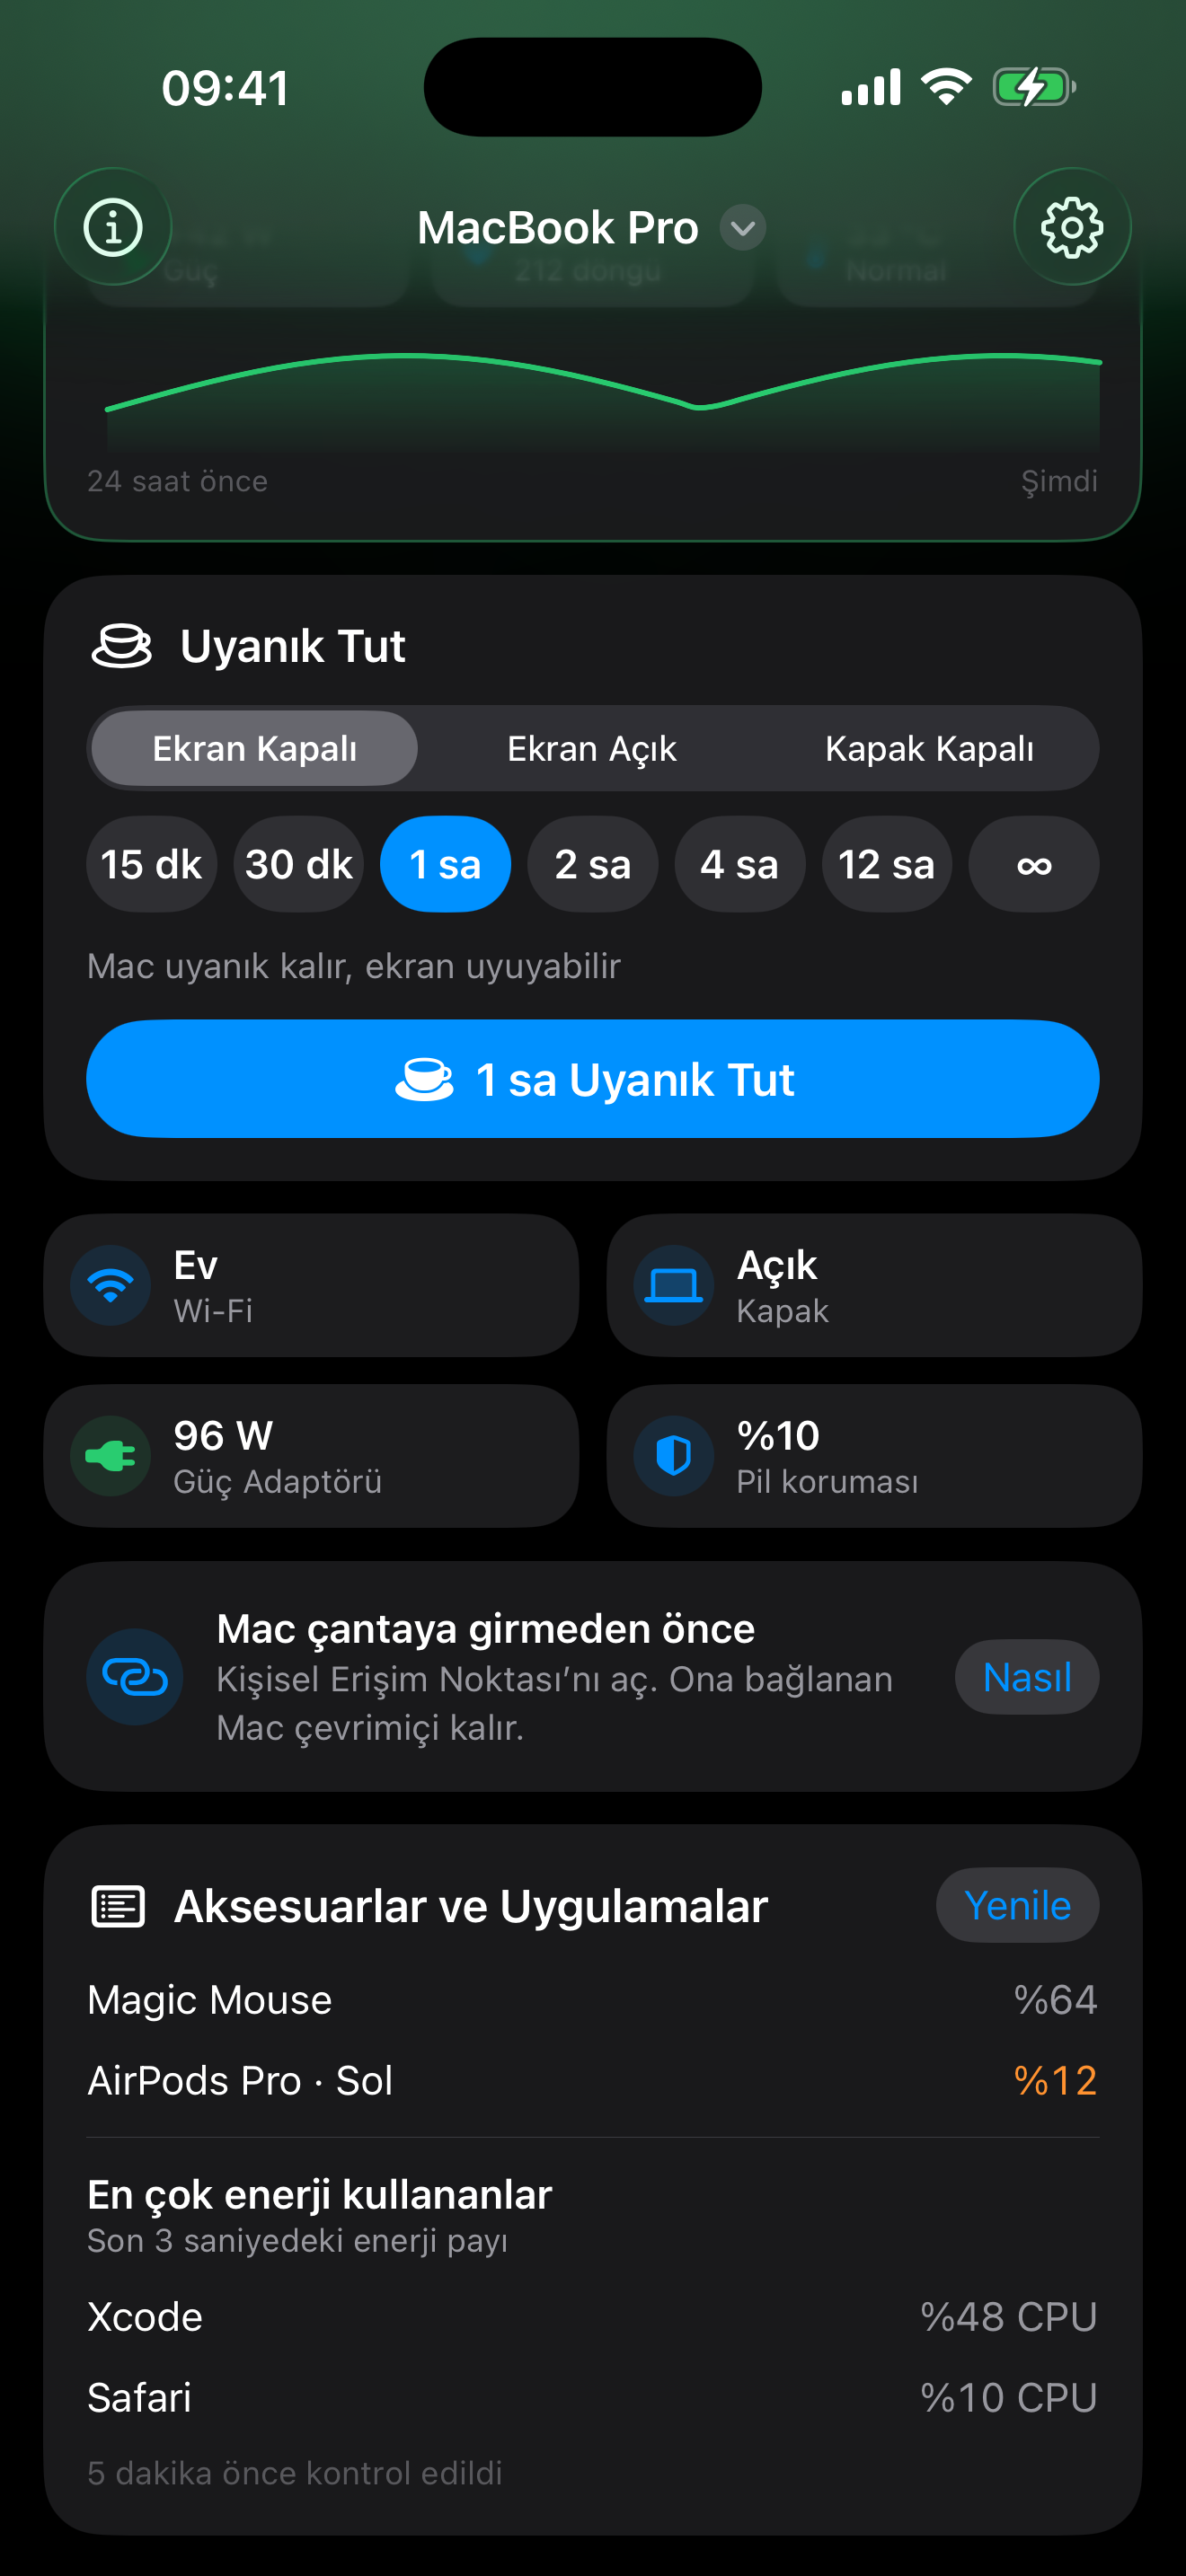 09:41
MacBook Pro
Güç
212 döngü
Normal
24 saat önce
Şimdi
Uyanık Tut
Ekran Kapalı
Ekran Açık
Kapak Kapalı
15 dk
30 dk
1 sa
2 sa
4 sa
12 sa
∞
Mac uyanık kalır, ekran uyuyabilir
1 sa Uyanık Tut
Ev
Wi-Fi
Açık
Kapak
96 W
Güç Adaptörü
%10
Pil koruması
Mac çantaya girmeden önce
Kişisel Erişim Noktası’nı aç. Ona bağlanan
Mac çevrimiçi kalır.
Nasıl
Aksesuarlar ve Uygulamalar
Yenile
Magic Mouse
%64
AirPods Pro · Sol
%12
En çok enerji kullananlar
Son 3 saniyedeki enerji payı
Xcode
%48 CPU
Safari
%10 CPU
5 dakika önce kontrol edildi